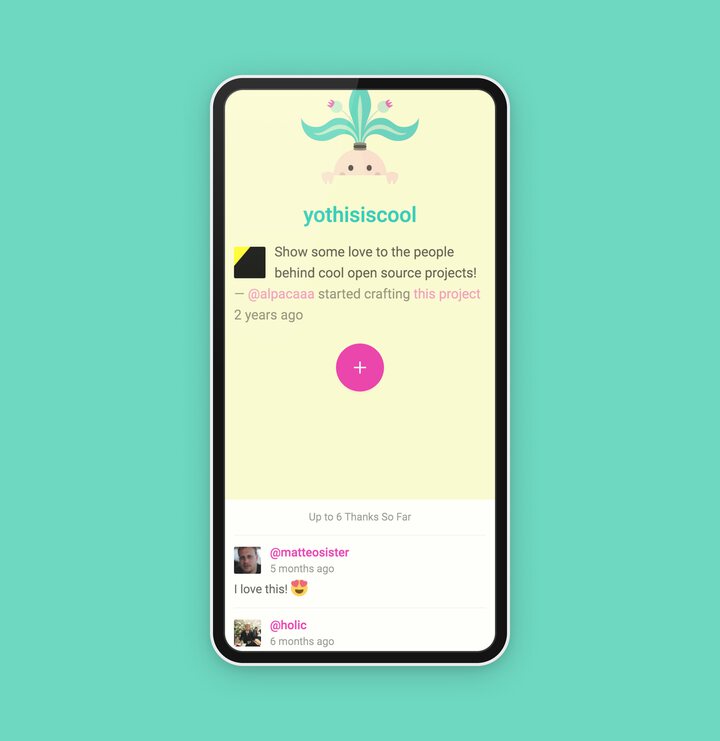 yothisiscool
Show some love to the people
behind cool open source projects!
— @alpacaaa started crafting this project
2 years ago
+
Up to 6 Thanks So Far
@matteosister
5 months ago
I love this! 😍
@holic
6 months ago